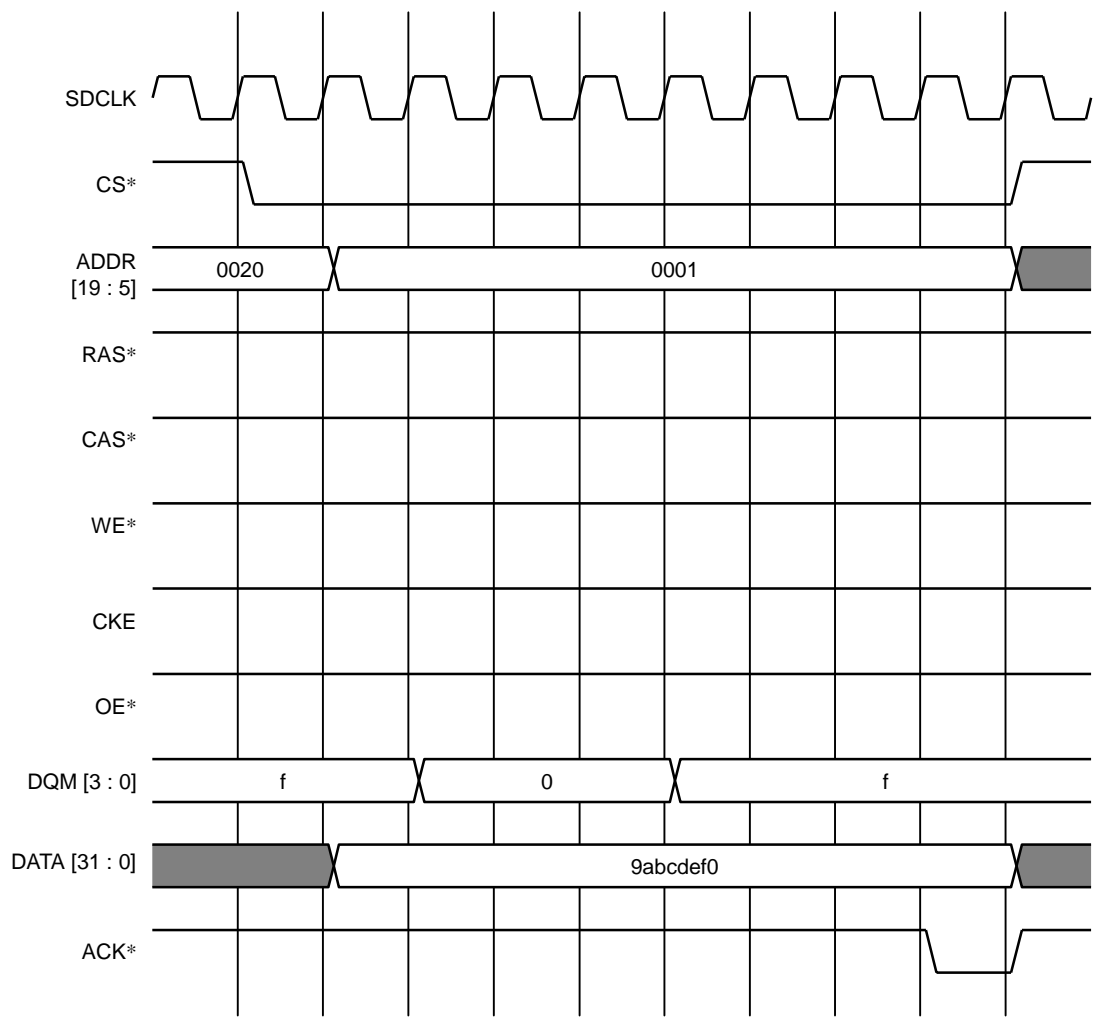 SDCLK
CS*
ADDR
[19 : 5]
0020
0001
RAS*
CAS*
WE*
CKE
OE*
DQM [3 : 0]
f
0
f
DATA [31 : 0]
9abcdef0
ACK*